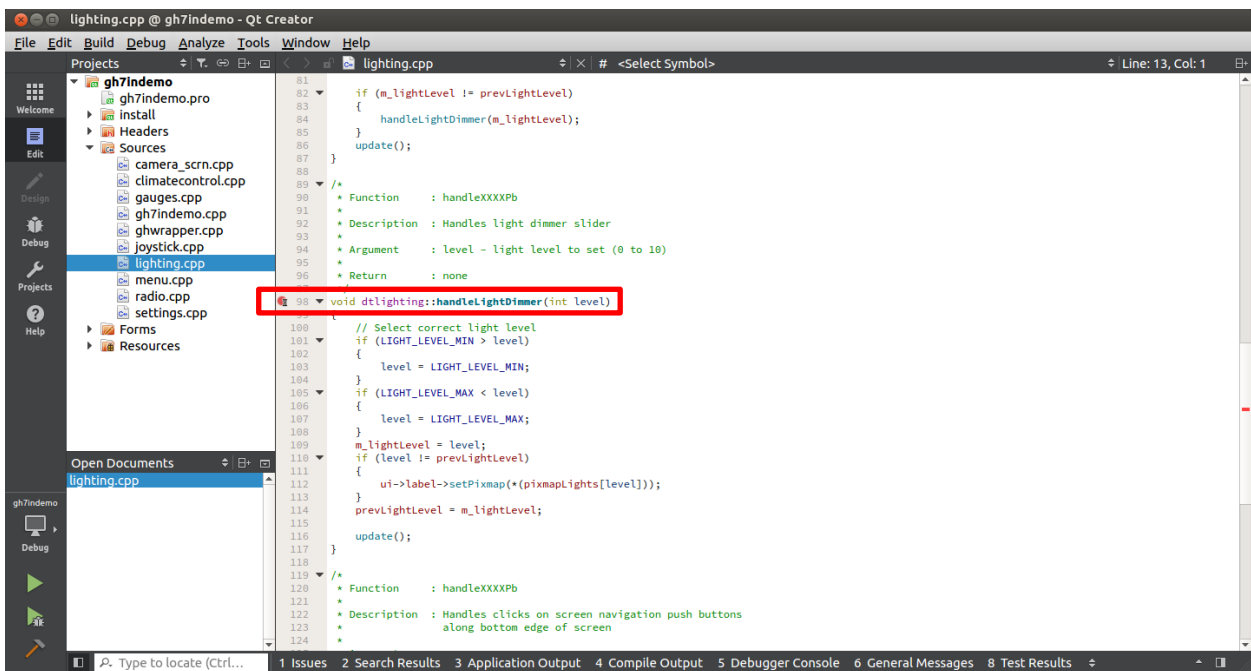 lighting.cpp @ gh7indemo - Qt Creator
File Edit Build Debug Analyze Tools Window Help
Projects
lighting.cpp
# <Select Symbol>
Line: 13, Col: 1
Welcome
Edit
Design
Debug
Projects
Help
gh7indemo
Debug
gh7indemo
gh7indemo.pro
install
Headers
Sources
camera_scrn.cpp
climatecontrol.cpp
gauges.cpp
gh7indemo.cpp
ghwrapper.cpp
joystick.cpp
lighting.cpp
menu.cpp
radio.cpp
settings.cpp
Forms
Resources
Open Documents
lighting.cpp
81
82 if (m_lightLevel != prevLightLevel)
83 {
84 handleLightDimmer(m_lightLevel);
85 }
86 update();
87 }
88
89 /*
90 * Function : handleXXXXPb
91 *
92 * Description : Handles light dimmer slider
93 *
94 * Argument : level - light level to set (0 to 10)
95 *
96 * Return : none
98 void dtlighting::handleLightDimmer(int level)
99 {
100 // Select correct light level
101 if (LIGHT_LEVEL_MIN > level)
102 {
103 level = LIGHT_LEVEL_MIN;
104 }
105 if (LIGHT_LEVEL_MAX < level)
106 {
107 level = LIGHT_LEVEL_MAX;
108 }
109 m_lightLevel = level;
110 if (level != prevLightLevel)
111 {
112 ui->label->setPixmap(*(pixmapLights[level]));
113 }
114 prevLightLevel = m_lightLevel;
115
116 update();
117 }
118
119 /*
120 * Function : handleXXXXPb
121 *
122 * Description : Handles clicks on screen navigation push buttons
123 * along bottom edge of screen
124 *
Type to locate (Ctrl...
1 Issues 2 Search Results 3 Application Output 4 Compile Output 5 Debugger Console 6 General Messages 8 Test Results